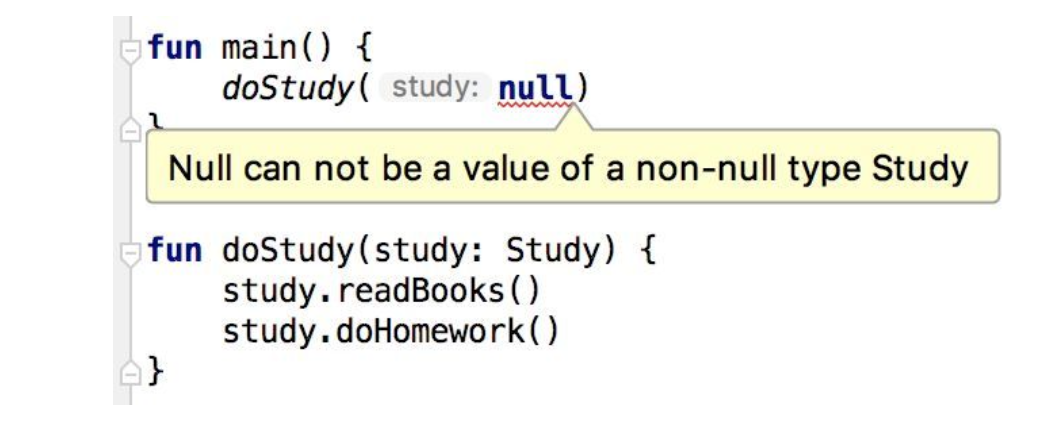 fun main() {
doStudy( study: null)
}
Null can not be a value of a non-null type Study
fun doStudy(study: Study) {
study.readBooks()
study.doHomework()
}